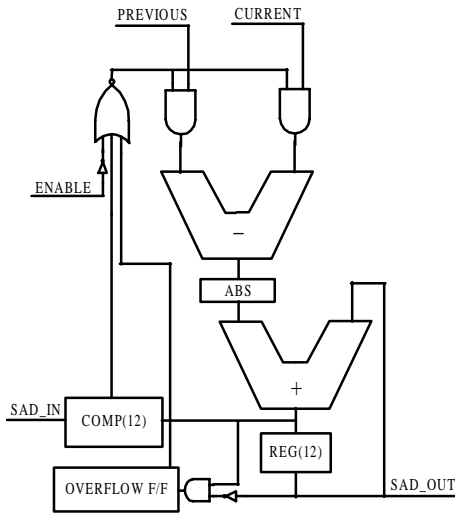 PREVIOUS
CURRENT
ENABLE
−
ABS
+
SAD_IN
COMP(12)
REG(12)
OVERFLOW F/F
SAD_OUT